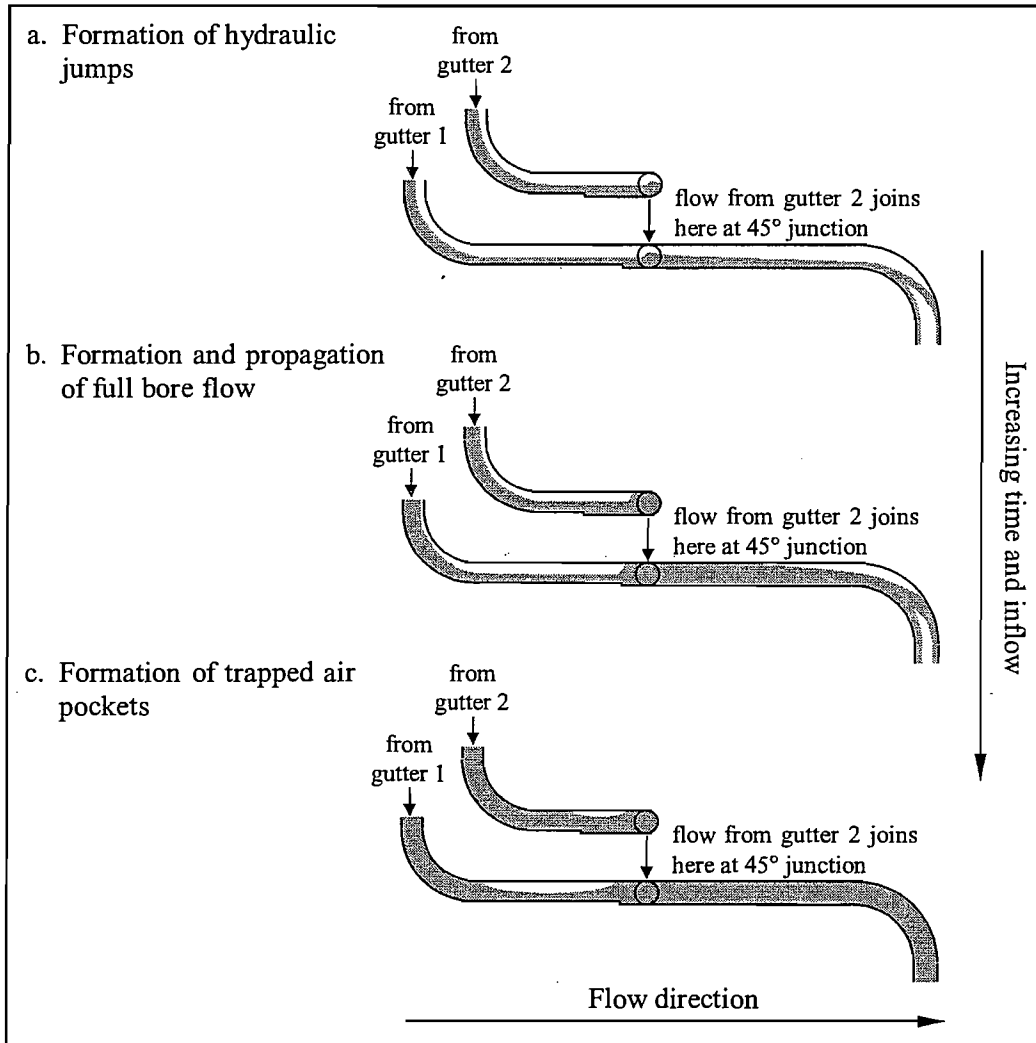 a. Formation of hydraulic
jumps
from
gutter 2
from
gutter 1
flow from gutter 2 joins
here at 45° junction
b. Formation and propagation
of full bore flow
from
gutter 2
from
gutter 1
flow from gutter 2 joins
here at 45° junction
c. Formation of trapped air
pockets
from
gutter 2
from
gutter 1
flow from gutter 2 joins
here at 45° junction
Flow direction
Increasing time and inflow